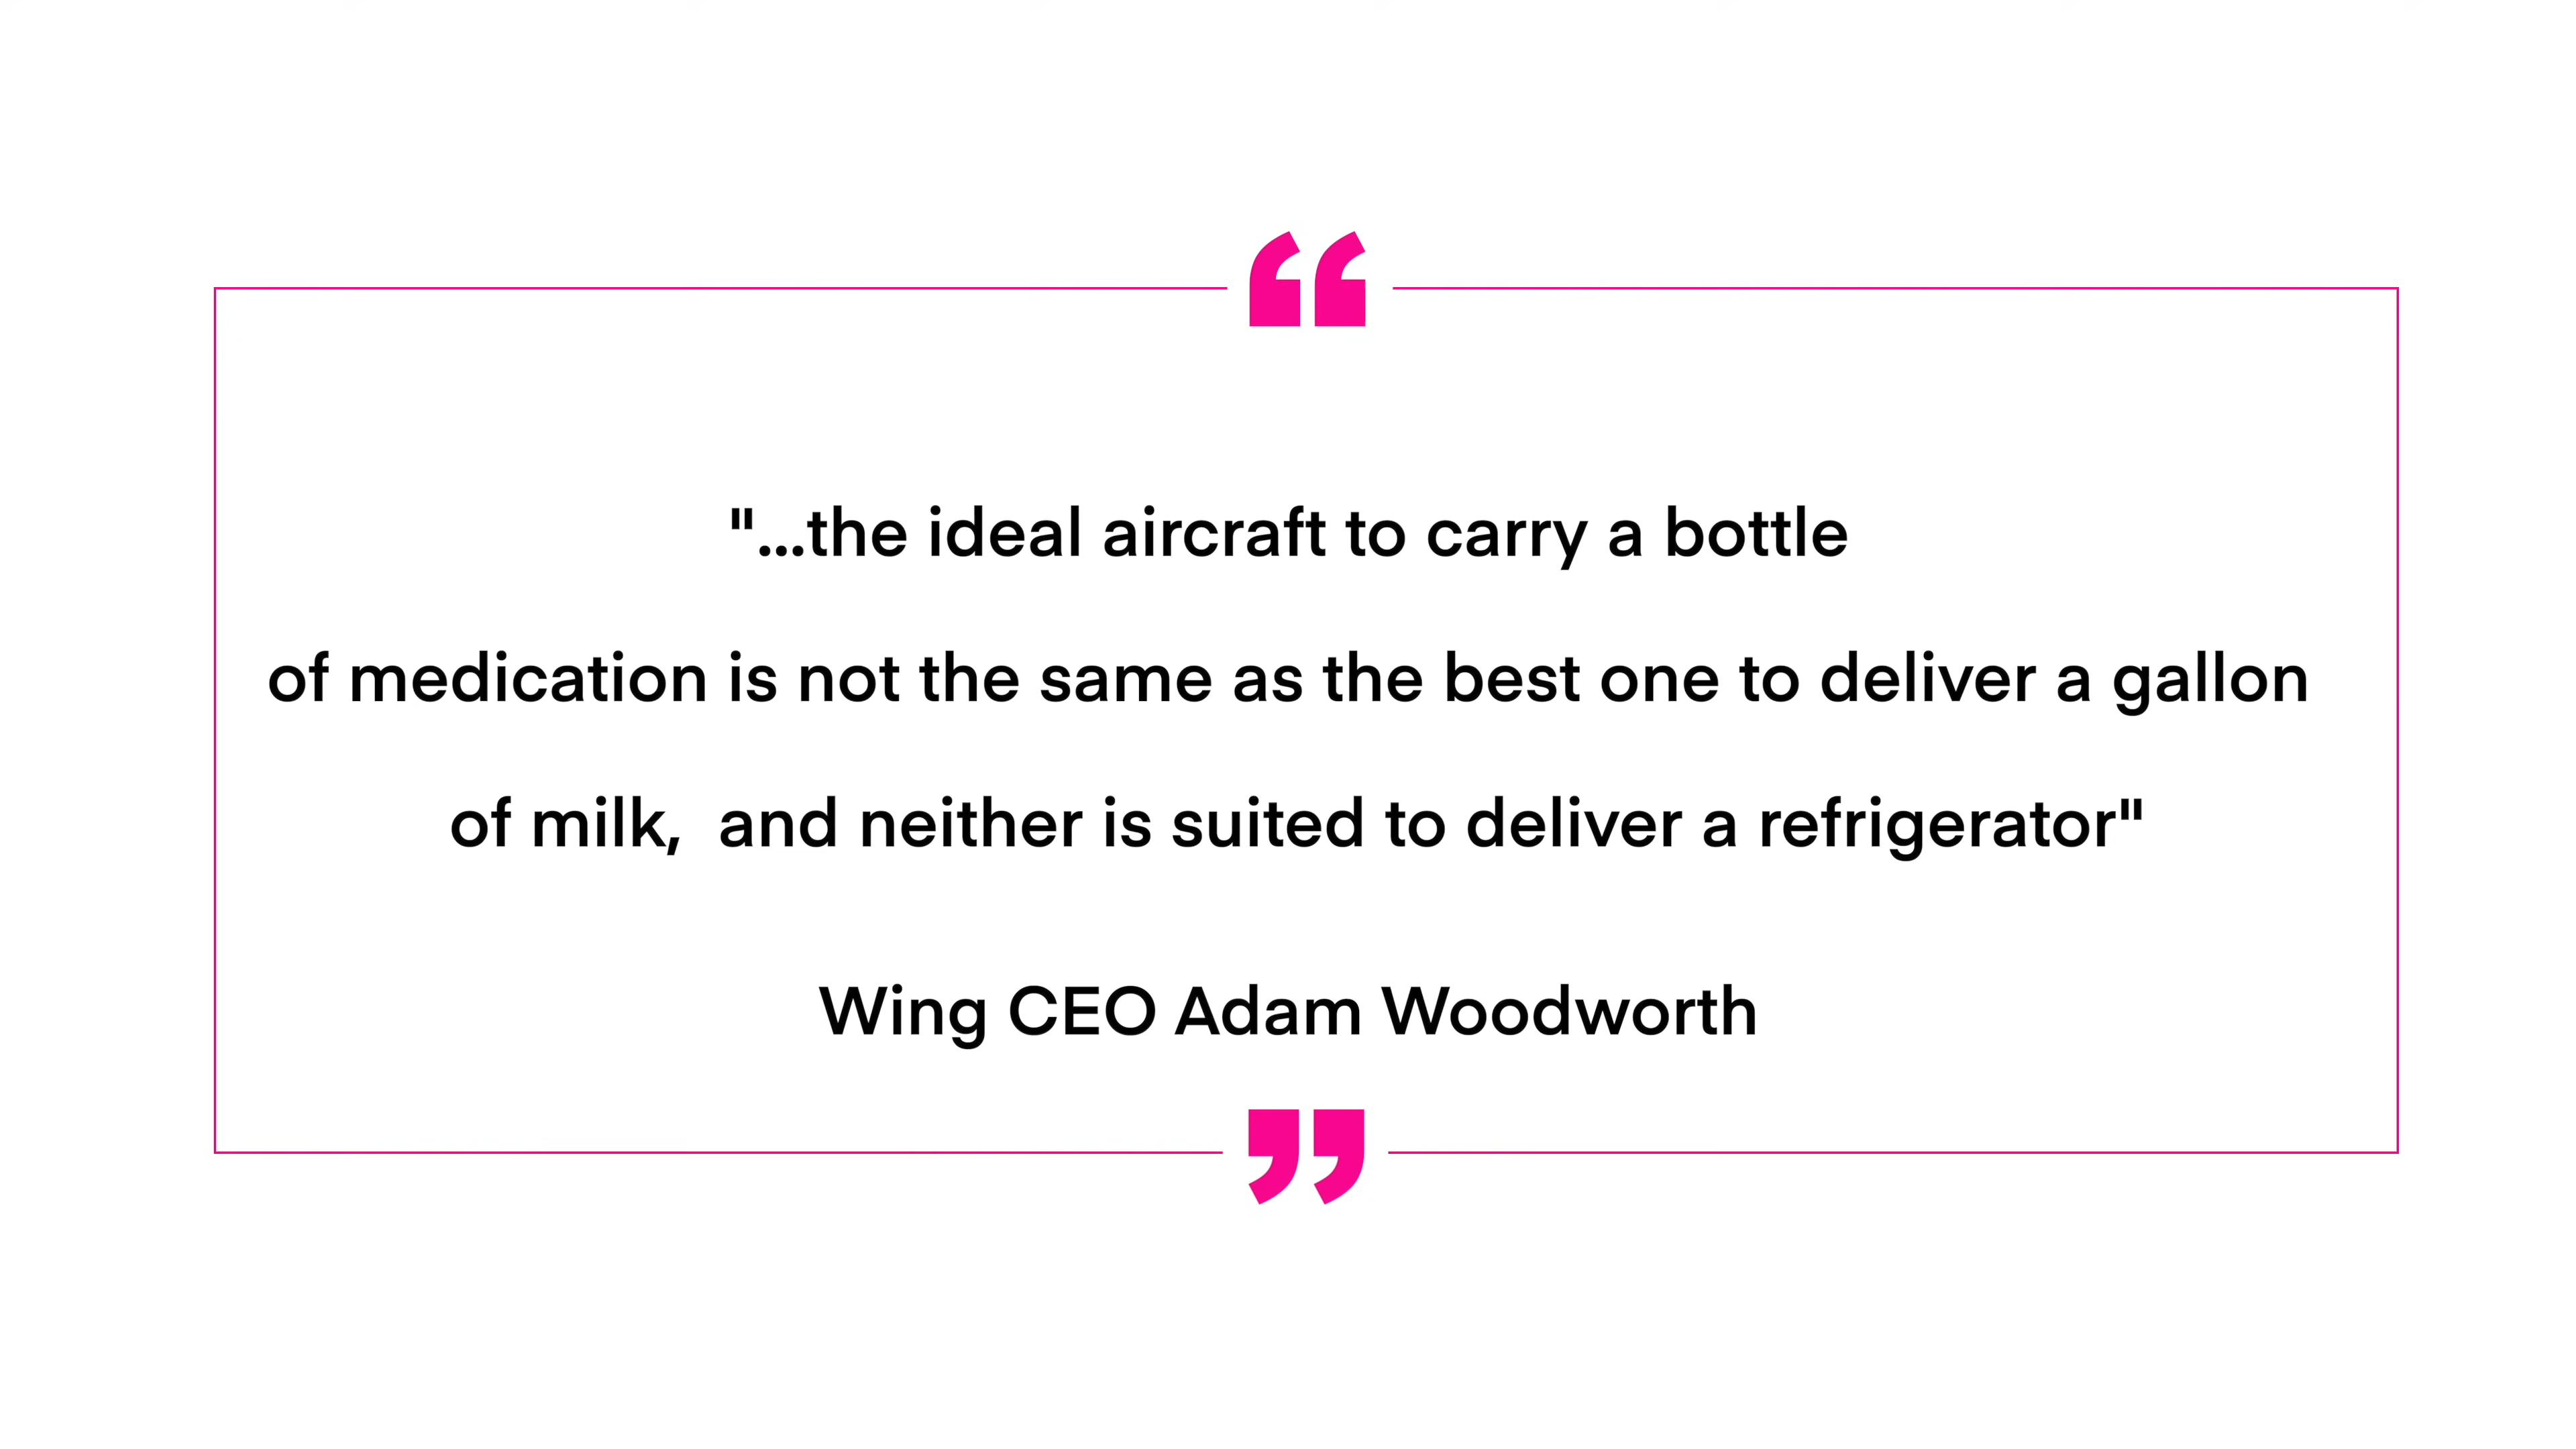 "...the ideal aircraft to carry a bottle
of medication is not the same as the best one to deliver a gallon
of milk,  and neither is suited to deliver a refrigerator"
Wing CEO Adam Woodworth